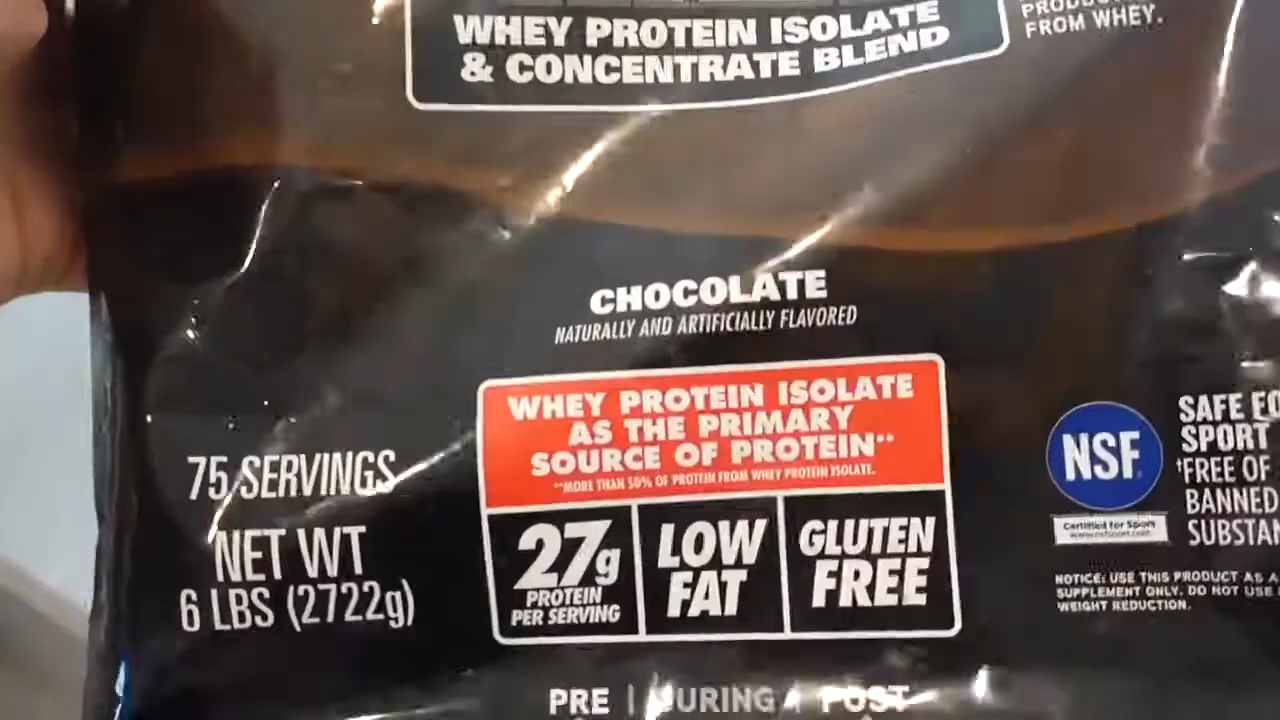 WHEY PROTEIN ISOLATE
& CONCENTRATE BLEND
FROM WHEY.
CHOCOLATE
NATURALLY AND ARTIFICIALLY FLAVORED
WHEY PROTEIN ISOLATE
AS THE PRIMARY
SOURCE OF PROTEIN**
**MORE THAN 50% OF PROTEIN FROM WHEY PROTEIN ISOLATE.
75 SERVINGS
NET WT
6 LBS (2722g)
27g
PROTEIN
PER SERVING
LOW
FAT
GLUTEN
FREE
NSF
Certified for Sport
www.nsfsport.com
SAFE
SPORT
†FREE OF
BANNED
NOTICE: USE THIS PRODUCT AS A
SUPPLEMENT ONLY. DO NOT USE
WEIGHT REDUCTION.
PRE | DURING | POST